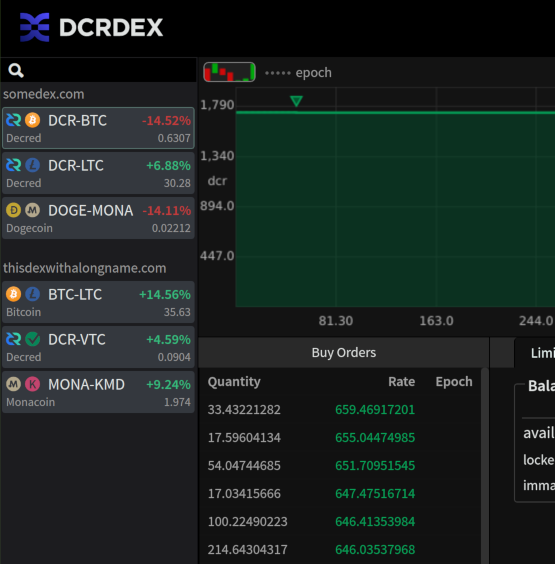 DCRDEX
somedex.com
DCR-BTC -14.52%
Decred 0.6307
DCR-LTC +6.88%
Decred 30.28
DOGE-MONA -14.11%
Dogecoin 0.02212
thisdexwithalongname.com
BTC-LTC +14.56%
Bitcoin 35.63
DCR-VTC +4.59%
Decred 0.0904
MONA-KMD +9.24%
Monacoin 1.974
epoch
1,790
1,340
dcr
894.0
447.0
81.30 163.0 244.0
Buy Orders
Quantity Rate Epoch
33.43221282 659.46917201
17.59604134 655.04474985
54.04744685 651.70951545
17.03415666 647.47516714
100.22490223 646.41353984
214.64304317 646.03537968
Limi
Bala
avail
locke
imma